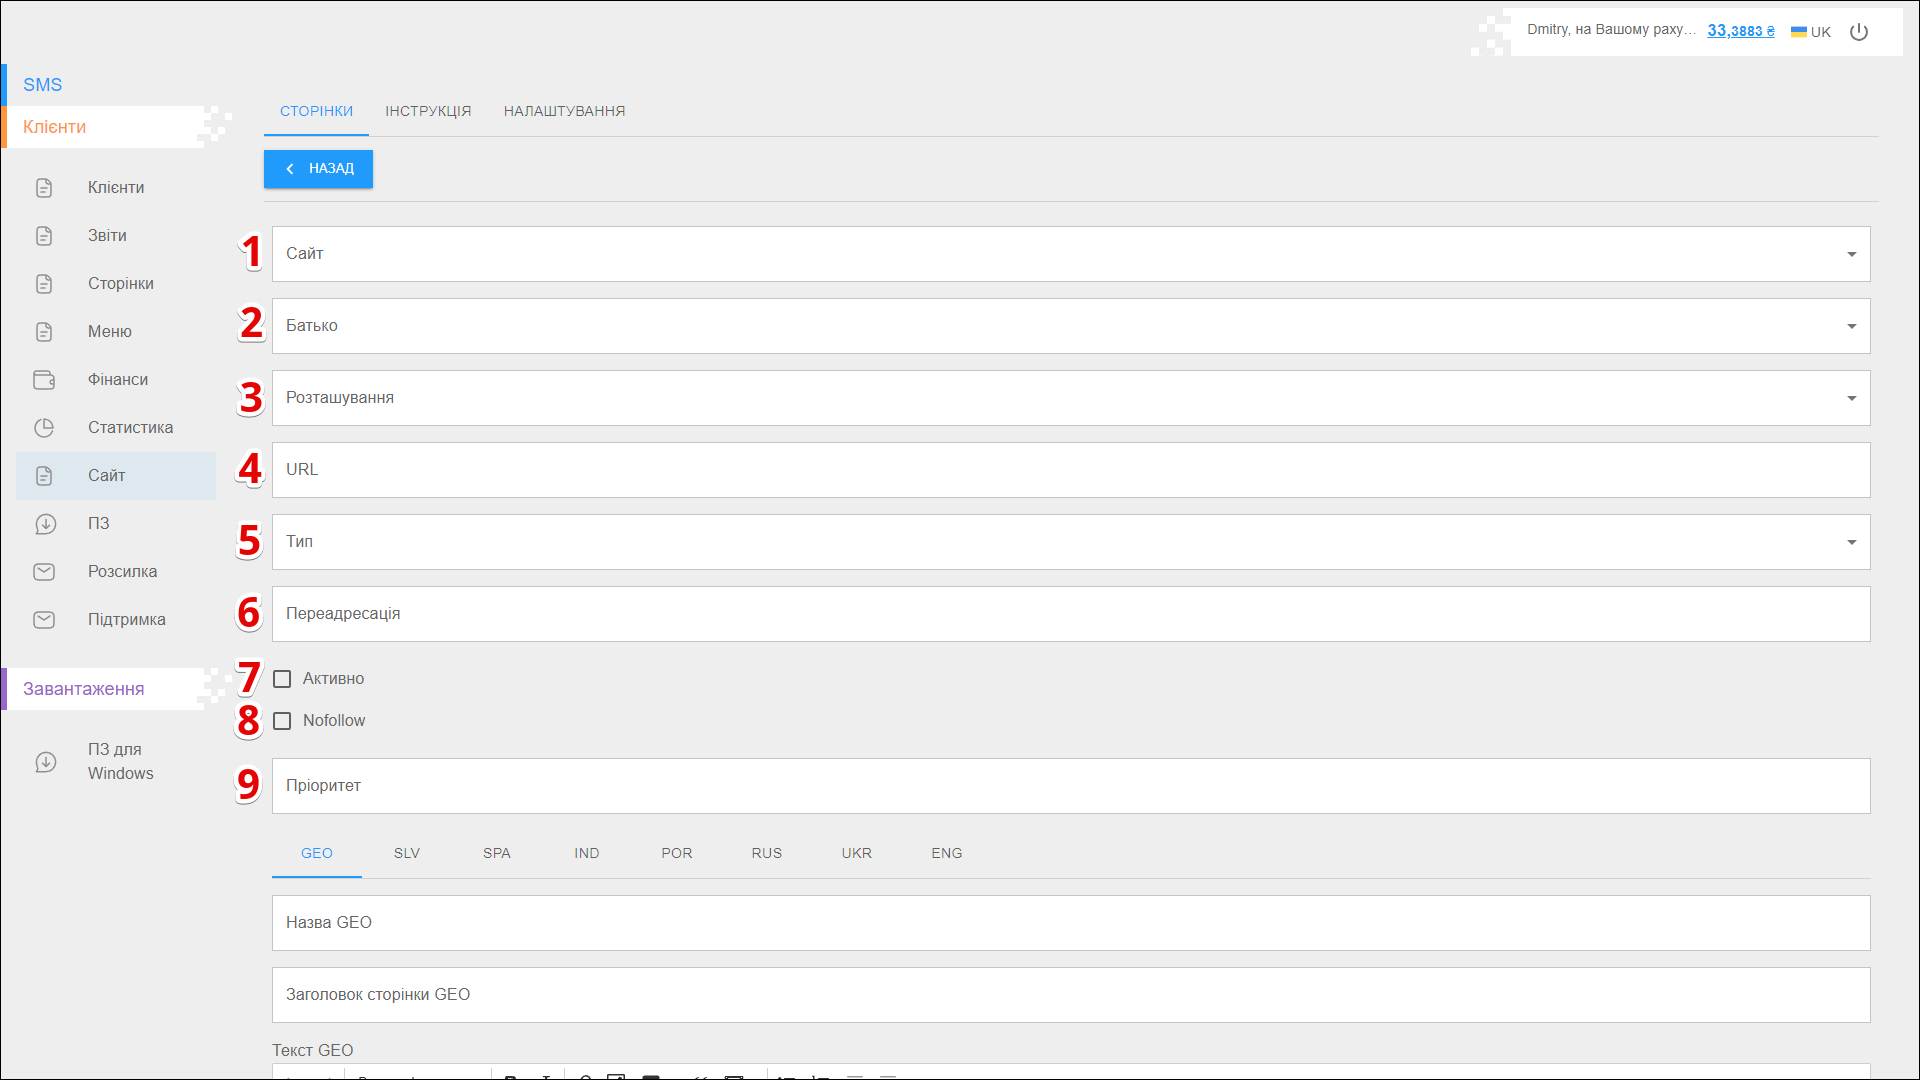 Dmitry, на Вашому раху... 33,3883 ₴ UK
SMS
Клієнти
Клієнти
Звіти
Сторінки
Меню
Фінанси
Статистика
Сайт
ПЗ
Розсилка
Підтримка
Завантаження
ПЗ для
Windows
СТОРІНКИ ІНСТРУКЦІЯ НАЛАШТУВАННЯ
НАЗАД
1 Сайт
2 Батько
3 Розташування
4 URL
5 Тип
6 Переадресація
7 Активно
8 Nofollow
9 Пріоритет
GEO SLV SPA IND POR RUS UKR ENG
Назва GEO
Заголовок сторінки GEO
Текст GEO